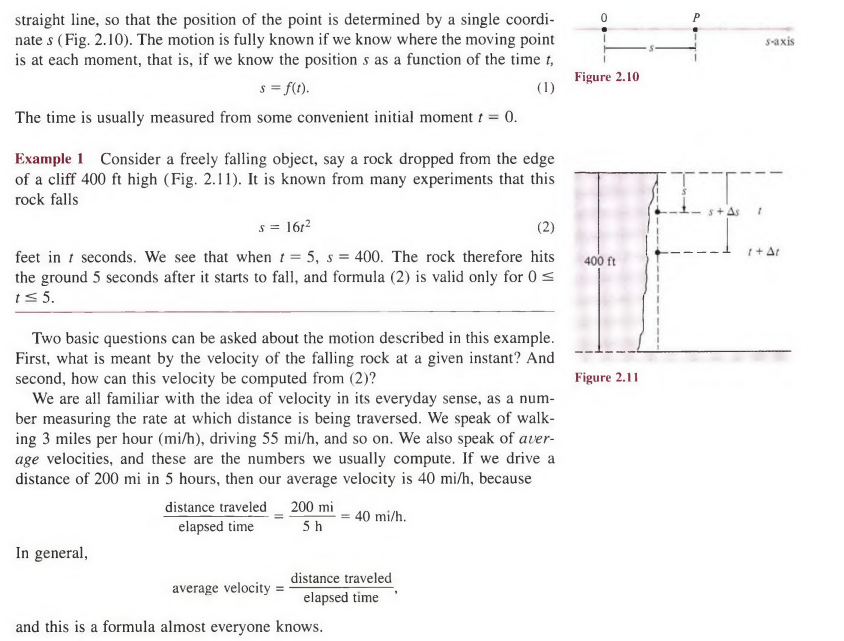 straight line, so that the position of the point is determined by a single coordi-
nate s (Fig. 2.10). The motion is fully known if we know where the moving point
is at each moment, that is, if we know the position s as a function of the time t,
s = f(t). (1)
The time is usually measured from some convenient initial moment t = 0.
Example 1 Consider a freely falling object, say a rock dropped from the edge
of a cliff 400 ft high (Fig. 2.11). It is known from many experiments that this
rock falls
s = 16t² (2)
feet in t seconds. We see that when t = 5, s = 400. The rock therefore hits
the ground 5 seconds after it starts to fall, and formula (2) is valid only for 0 ≤
t ≤ 5.
Two basic questions can be asked about the motion described in this example.
First, what is meant by the velocity of the falling rock at a given instant? And
second, how can this velocity be computed from (2)?
We are all familiar with the idea of velocity in its everyday sense, as a num-
ber measuring the rate at which distance is being traversed. We speak of walk-
ing 3 miles per hour (mi/h), driving 55 mi/h, and so on. We also speak of aver-
age velocities, and these are the numbers we usually compute. If we drive a
distance of 200 mi in 5 hours, then our average velocity is 40 mi/h, because
distance traveled / elapsed time = 200 mi / 5 h = 40 mi/h.
In general,
average velocity = distance traveled / elapsed time,
and this is a formula almost everyone knows.
0 P
s
s-axis
Figure 2.10
s
s + Δs t
t + Δt
400 ft
Figure 2.11